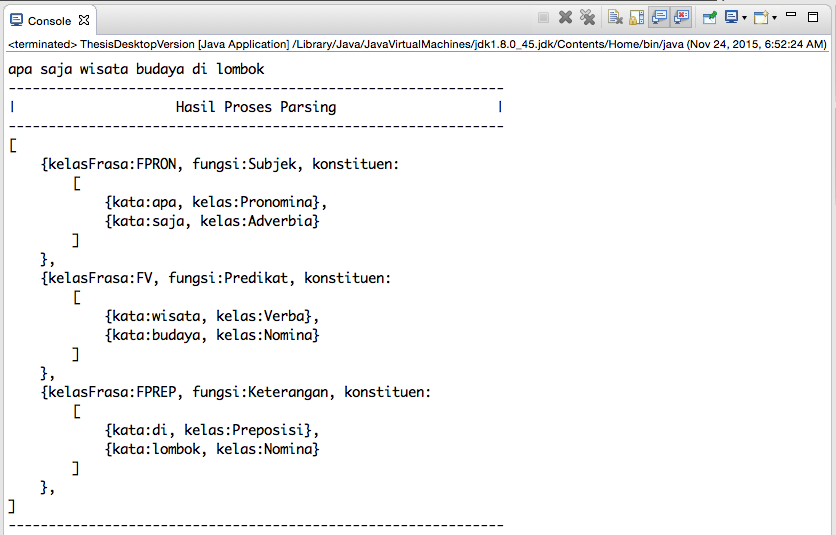 Console
<terminated> ThesisDesktopVersion [Java Application] /Library/Java/JavaVirtualMachines/jdk1.8.0_45.jdk/Contents/Home/bin/java (Nov 24, 2015, 6:52:24 AM)
apa saja wisata budaya di lombok
--------------------------------------------------------------
| Hasil Proses Parsing |
--------------------------------------------------------------
[
{kelasFrasa:FPRON, fungsi:Subjek, konstituen:
[
{kata:apa, kelas:Pronomina},
{kata:saja, kelas:Adverbia}
]
},
{kelasFrasa:FV, fungsi:Predikat, konstituen:
[
{kata:wisata, kelas:Verba},
{kata:budaya, kelas:Nomina}
]
},
{kelasFrasa:FPREP, fungsi:Keterangan, konstituen:
[
{kata:di, kelas:Preposisi},
{kata:lombok, kelas:Nomina}
]
},
]
--------------------------------------------------------------